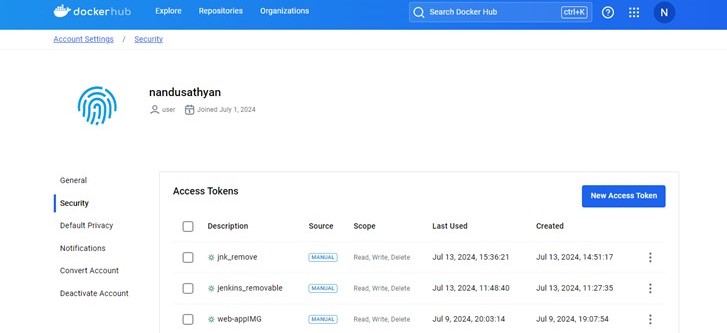 dockerhub Explore Repositories Organizations Search Docker Hub ctrl+K ? N
Account Settings / Security
nandusathyan
user Joined July 1, 2024
General
Security
Default Privacy
Notifications
Convert Account
Deactivate Account
Access Tokens New Access Token
Description Source Scope Last Used Created
jnk_remove MANUAL Read, Write, Delete Jul 13, 2024, 15:36:21 Jul 13, 2024, 14:51:17
jenkins_removable MANUAL Read, Write, Delete Jul 13, 2024, 11:48:40 Jul 13, 2024, 11:27:35
web-appIMG MANUAL Read, Write, Delete Jul 9, 2024, 20:03:14 Jul 9, 2024, 19:07:54